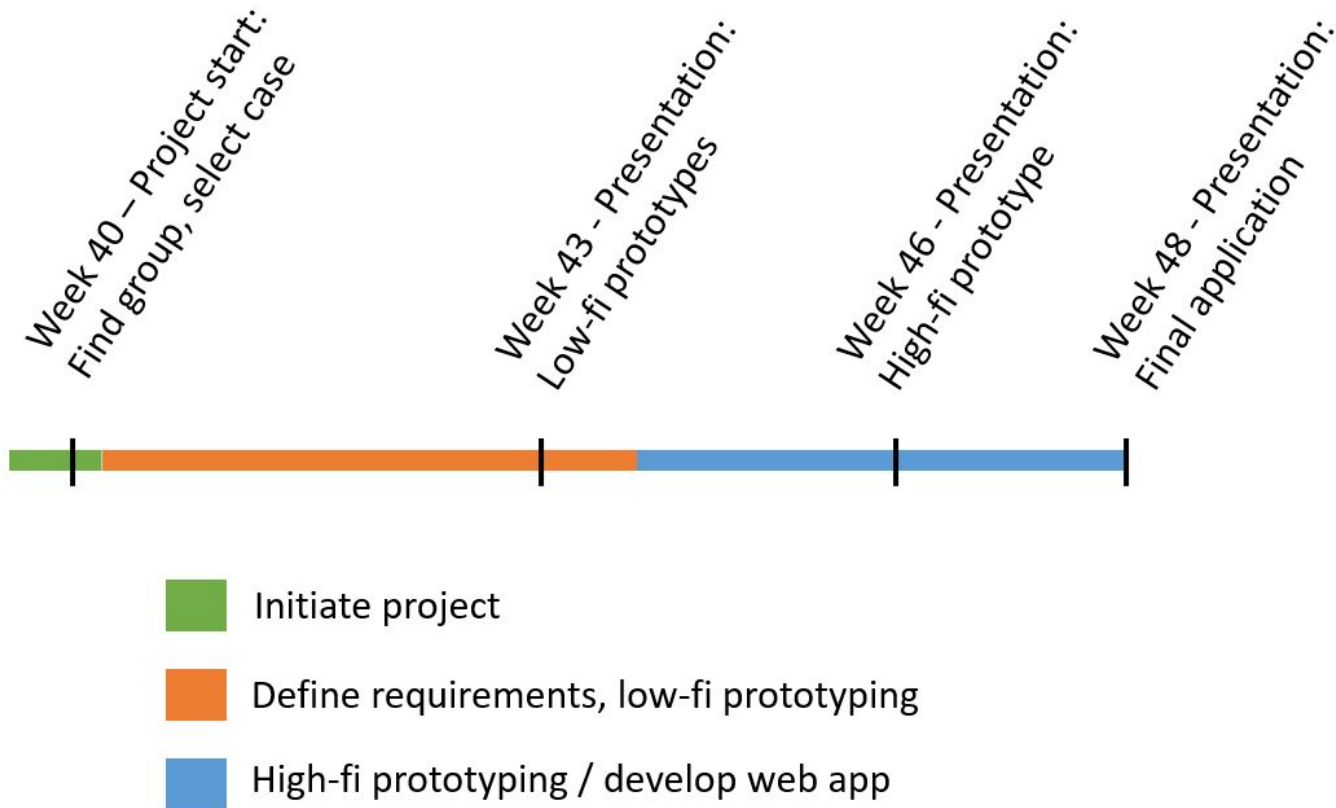 Week 40 – Project start:
Find group, select case
Week 43 - Presentation:
Low-fi prototypes
Week 46 - Presentation:
High-fi prototype
Week 48 - Presentation:
Final application
Initiate project
Define requirements, low-fi prototyping
High-fi prototyping / develop web app